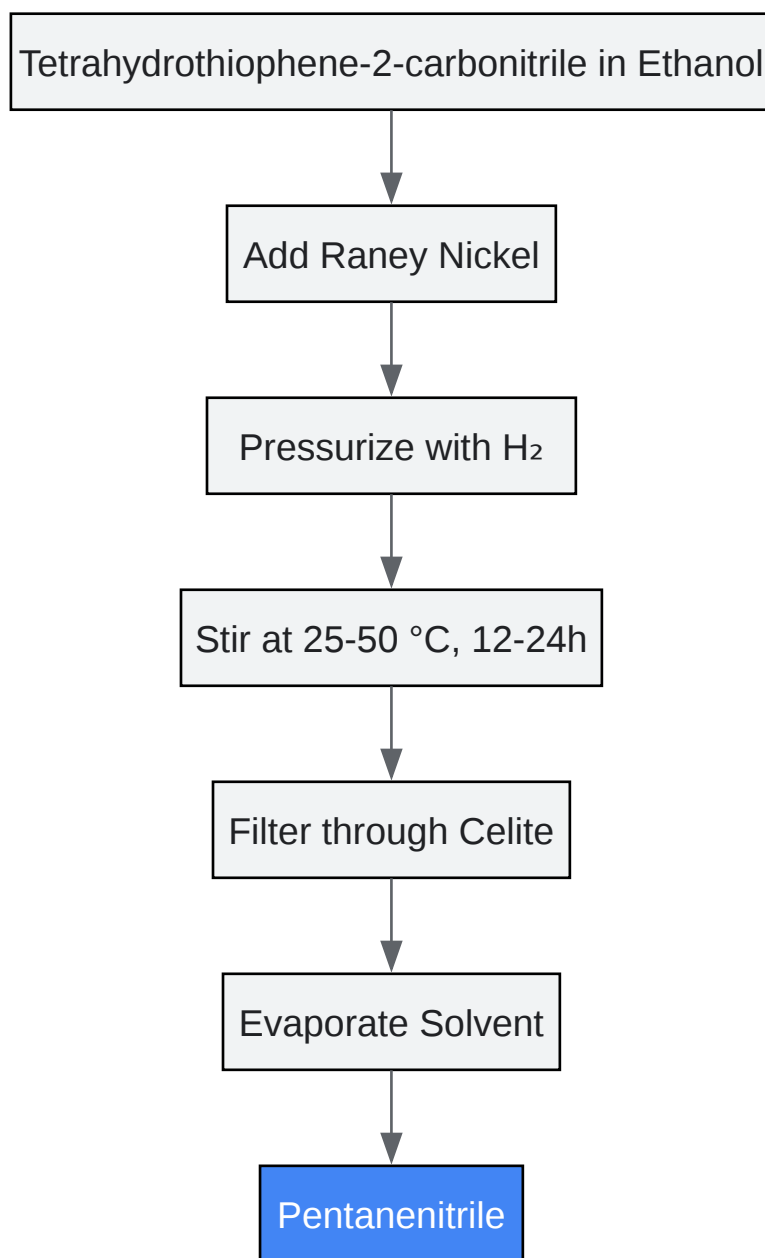 Tetrahydrothiophene-2-carbonitrile in Ethanol
Add Raney Nickel
Pressurize with H₂
Stir at 25-50 °C, 12-24h
Filter through Celite
Evaporate Solvent
Pentanenitrile